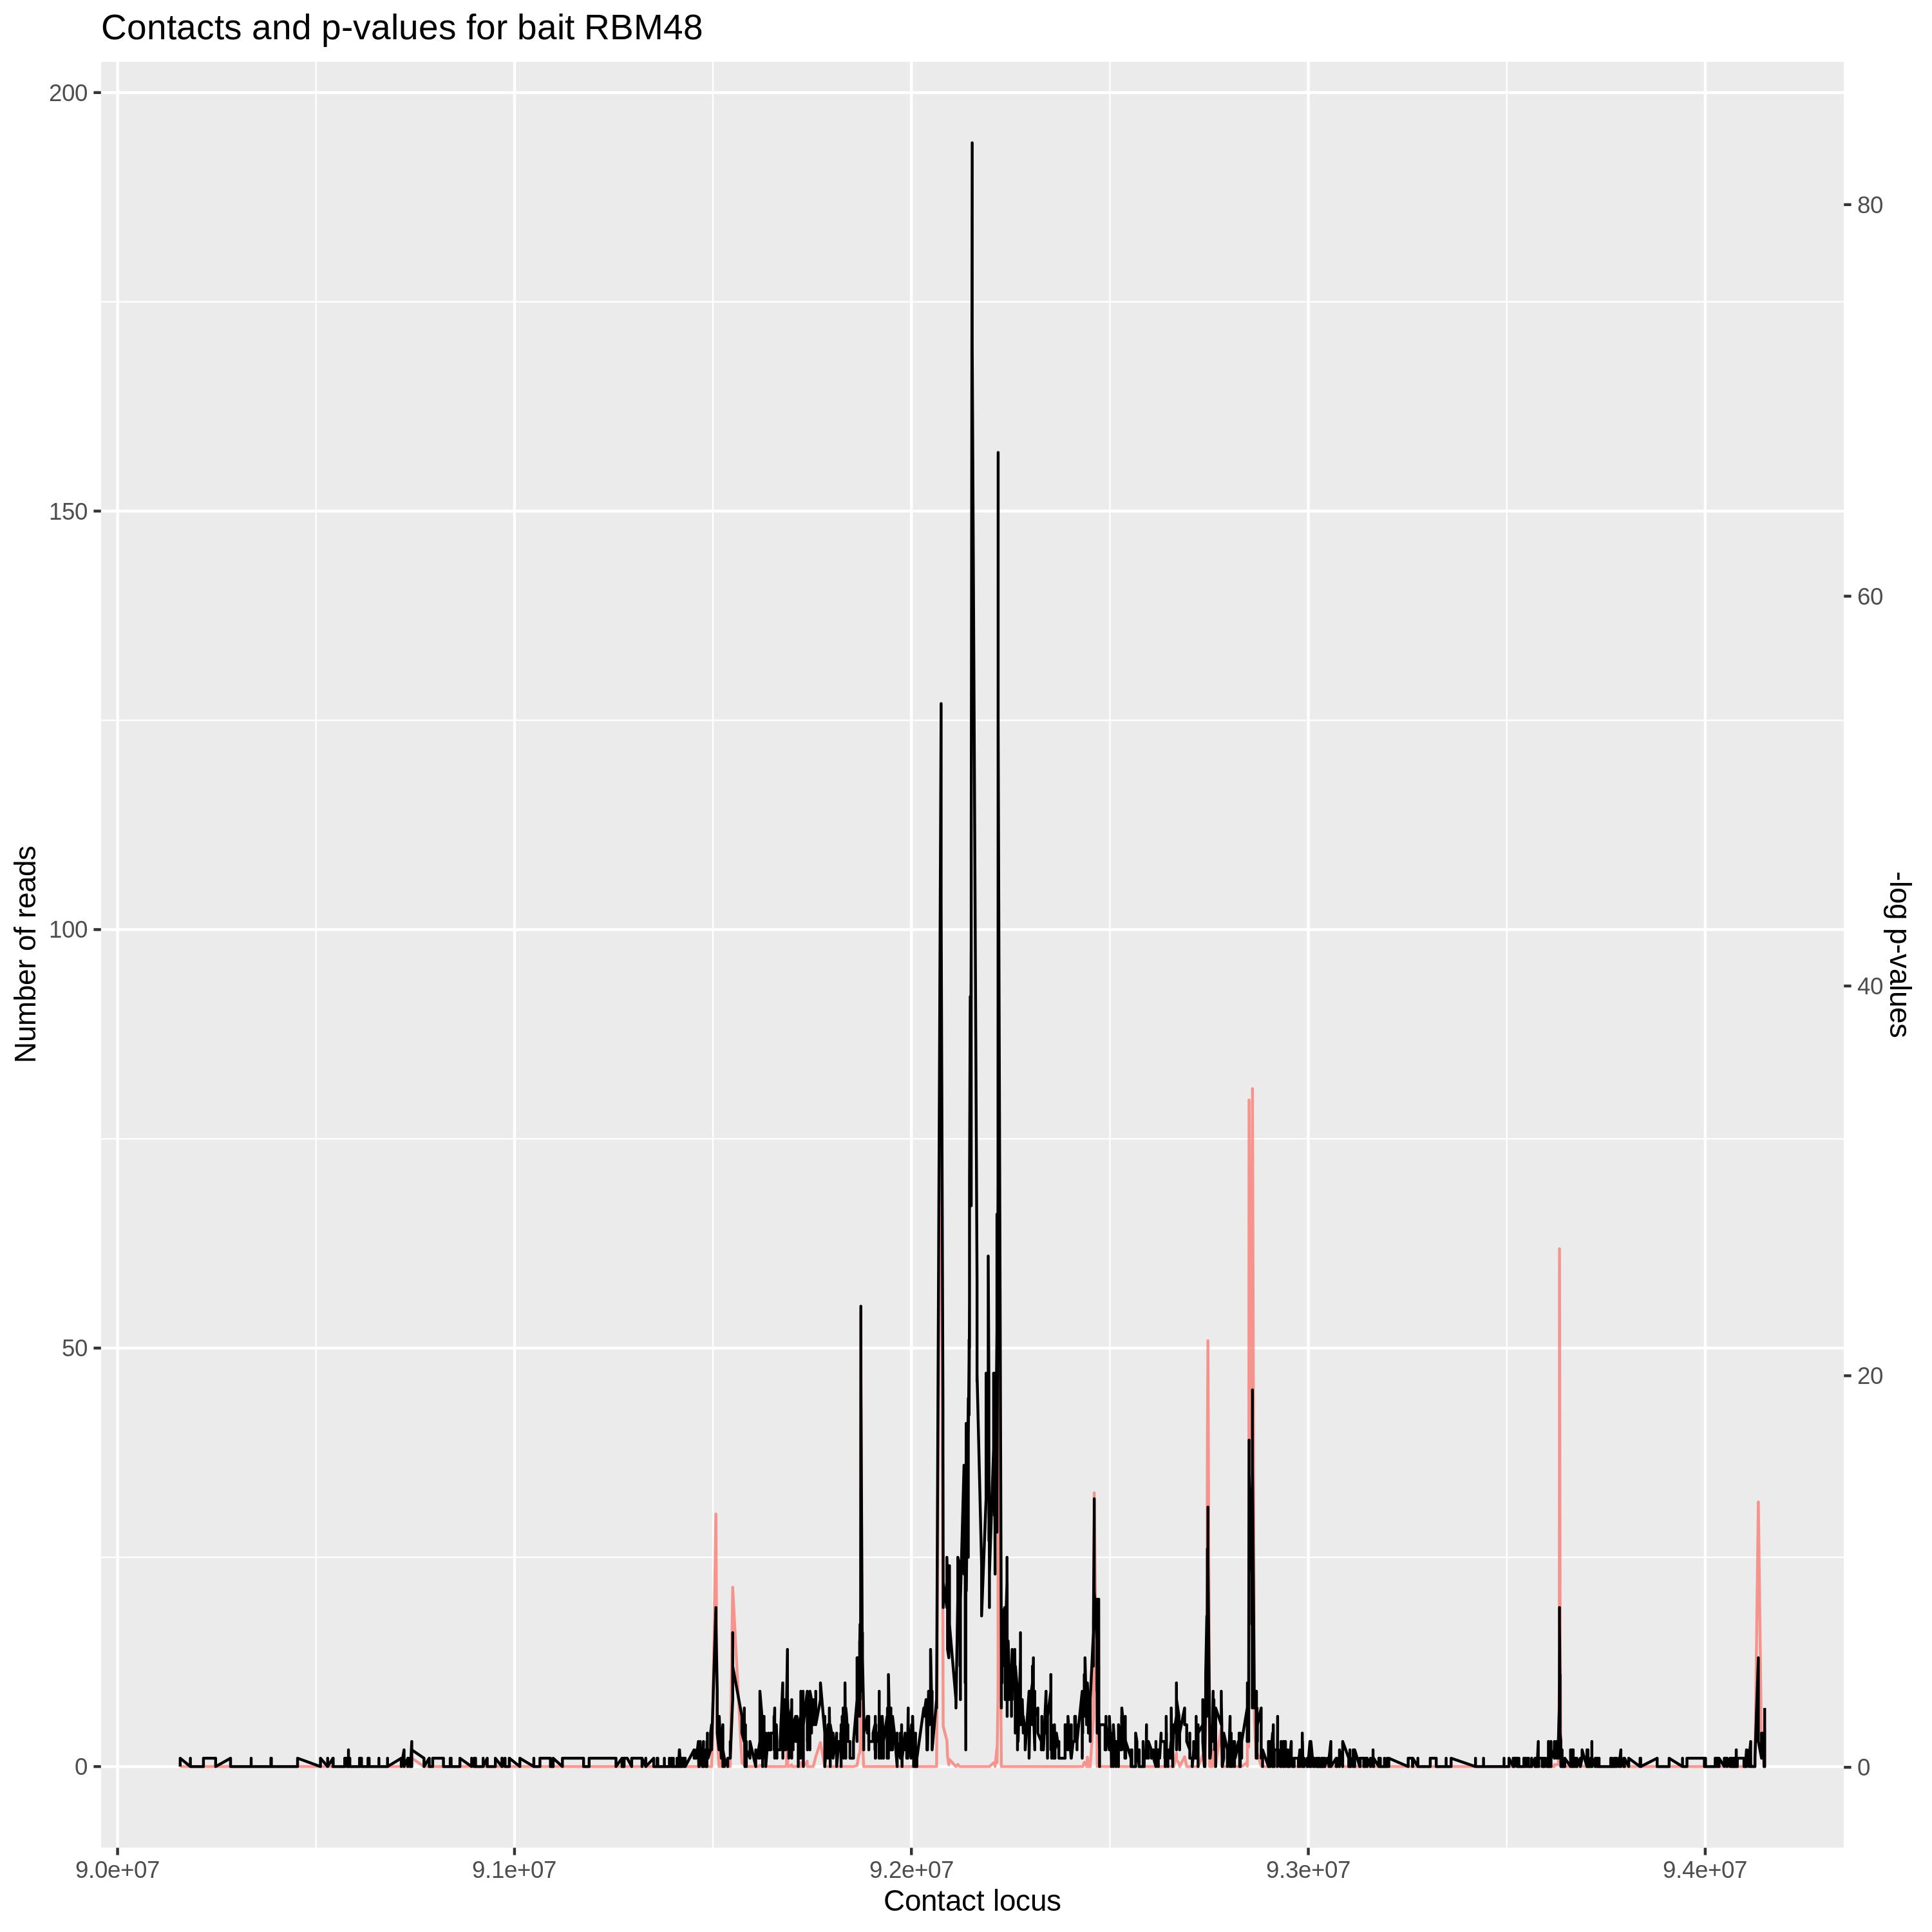 Contacts and p-values for bait RBM48
200
150
100
50
0
Number of reads
80
60
40
20
0
-log p-values
9.0e+07 9.1e+07 9.2e+07 9.3e+07 9.4e+07
Contact locus